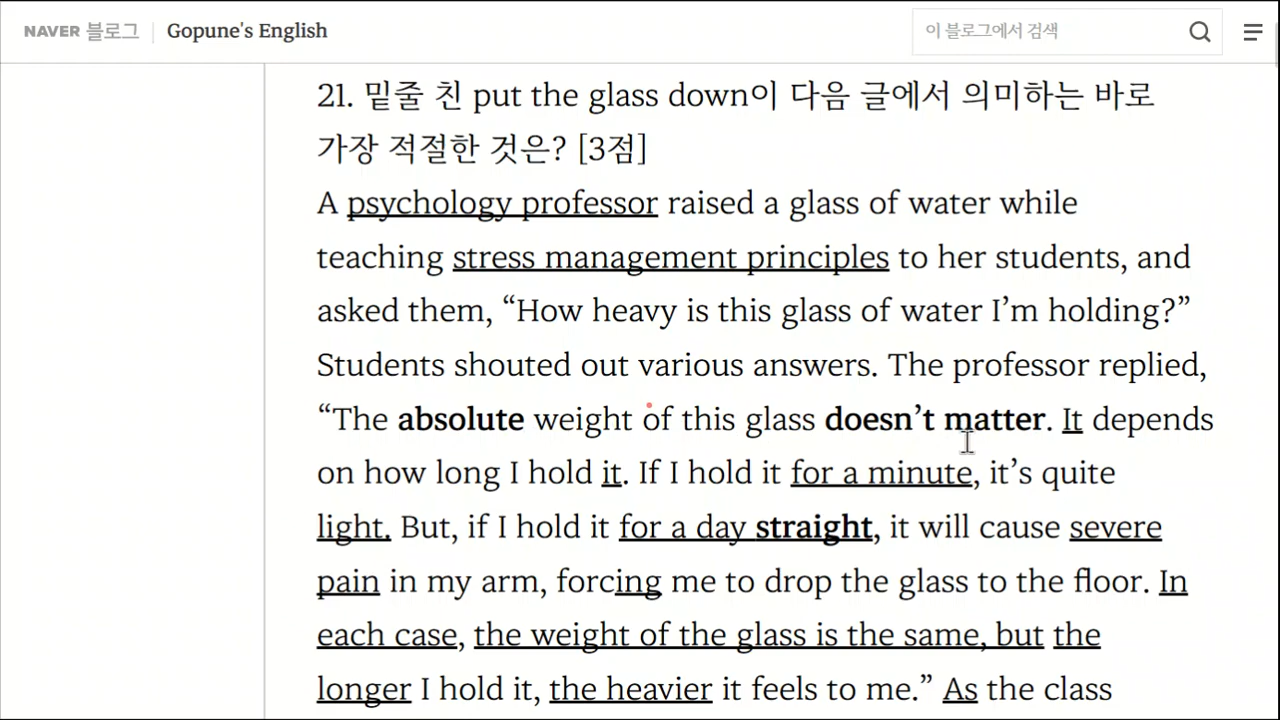 NAVER 블로그 Gopune's English 이 블로그에서 검색
21. 밑줄 친 put the glass down이 다음 글에서 의미하는 바로
가장 적절한 것은? [3점]
A psychology professor raised a glass of water while
teaching stress management principles to her students, and
asked them, “How heavy is this glass of water I’m holding?”
Students shouted out various answers. The professor replied,
“The absolute weight of this glass doesn’t matter. It depends
on how long I hold it. If I hold it for a minute, it’s quite
light. But, if I hold it for a day straight, it will cause severe
pain in my arm, forcing me to drop the glass to the floor. In
each case, the weight of the glass is the same, but the
longer I hold it, the heavier it feels to me.” As the class